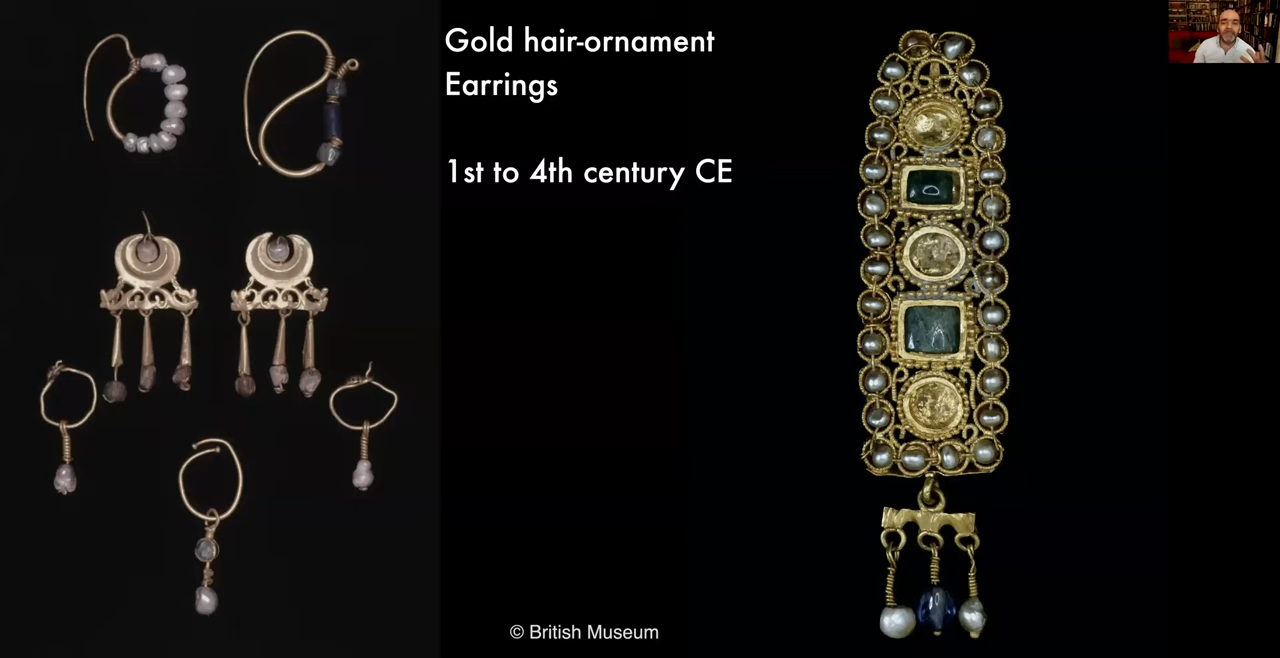 Gold hair-ornament
Earrings
1st to 4th century CE
© British Museum